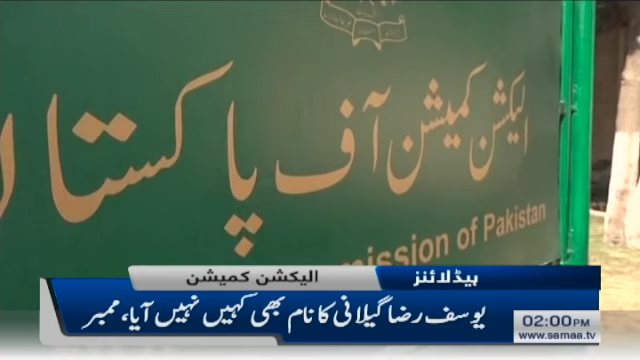 الیکشن کمیشن آف پاکستان
mission of Pakistan
ہیڈلائنز
الیکشن کمیشن
یوسف رضا گیلانی کا نام بھی کہیں نہیں آیا، ممبر
02:00PM
www.samaa.tv